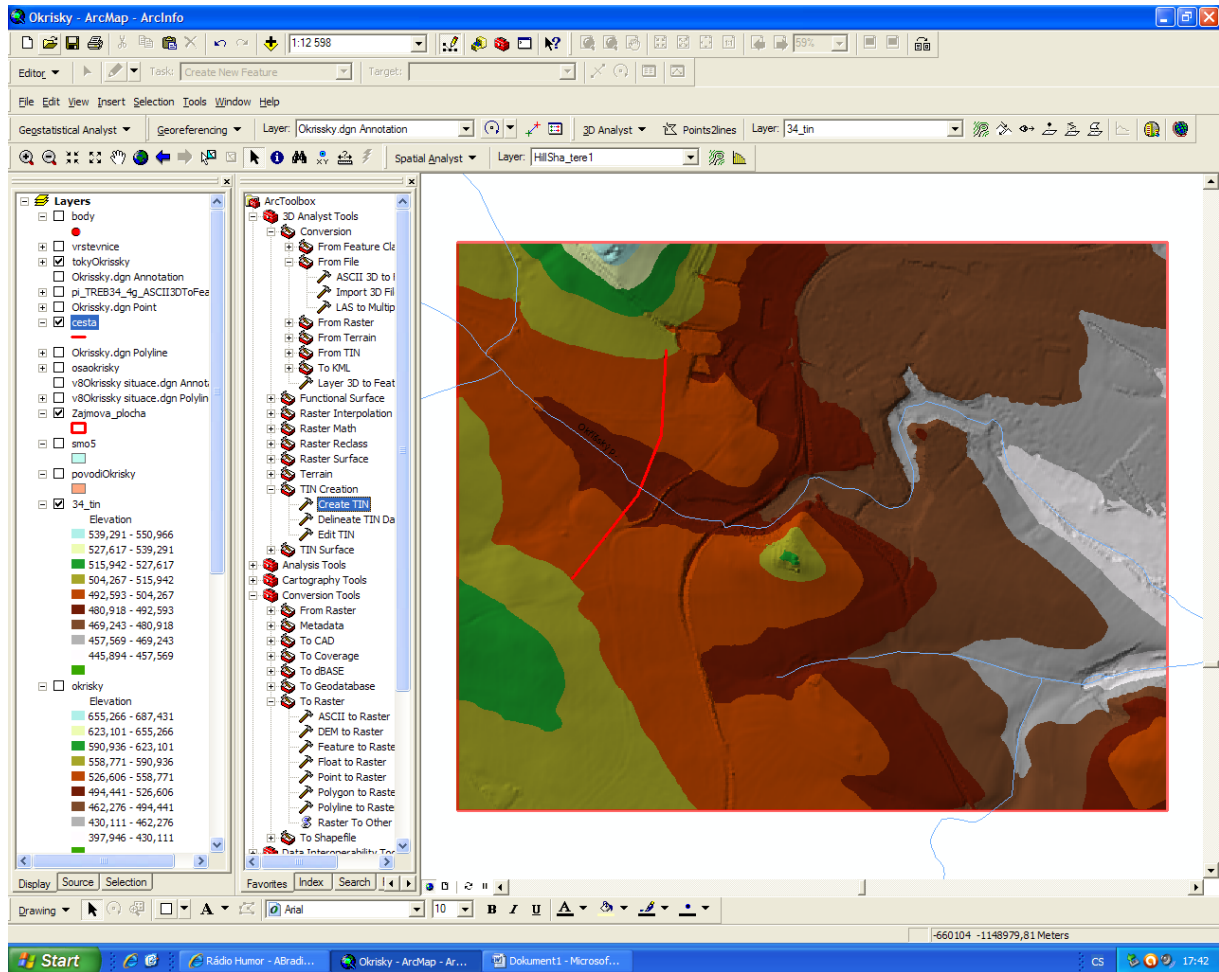 Okrisky - ArcMap - ArcInfo
1:12 598
59%
Editor
Task: Create New Feature
Target:
File Edit View Insert Selection Tools Window Help
Geostatistical Analyst
Georeferencing
Layer: Okrissky.dgn Annotation
3D Analyst
Points2lines
Layer: 34_tin
Spatial Analyst
Layer: HillSha_tere1
Layers
body
vrstevnice
tokyOkrissky
Okrissky.dgn Annotation
pi_TREB34_4g_ASCII3DToFea
Okrissky.dgn Point
cesta
Okrissky.dgn Polyline
osaokrisky
v8Okrissky situace.dgn Annota
v8Okrissky situace.dgn Polylin
Zajmova_plocha
smo5
povodiOkrisky
34_tin
Elevation
539,291 - 550,966
527,617 - 539,291
515,942 - 527,617
504,267 - 515,942
492,593 - 504,267
480,918 - 492,593
469,243 - 480,918
457,569 - 469,243
445,894 - 457,569
okrisky
Elevation
655,266 - 687,431
623,101 - 655,266
590,936 - 623,101
558,771 - 590,936
526,606 - 558,771
494,441 - 526,606
462,276 - 494,441
430,111 - 462,276
397,946 - 430,111
Display Source Selection
ArcToolbox
3D Analyst Tools
Conversion
From Feature Cla
From File
ASCII 3D to F
Import 3D Fil
LAS to Multip
From Raster
From Terrain
From TIN
To KML
Layer 3D to Feat
Functional Surface
Raster Interpolation
Raster Math
Raster Reclass
Raster Surface
Terrain
TIN Creation
Create TIN
Delineate TIN Da
Edit TIN
TIN Surface
Analysis Tools
Cartography Tools
Conversion Tools
From Raster
Metadata
To CAD
To Coverage
To dBASE
To Geodatabase
To Raster
ASCII to Raster
DEM to Raster
Feature to Raste
Float to Raster
Point to Raster
Polygon to Raste
Polyline to Raste
Raster To Other
To Shapefile
Data Interoperability Too
Favorites Index Search
Drawing
A
Arial
10
B I U A
-660104 -1148979,81 Meters
Start
Rádio Humor - ABradi...
Okrisky - ArcMap - Ar...
Dokument1 - Microsof...
CS
17:42